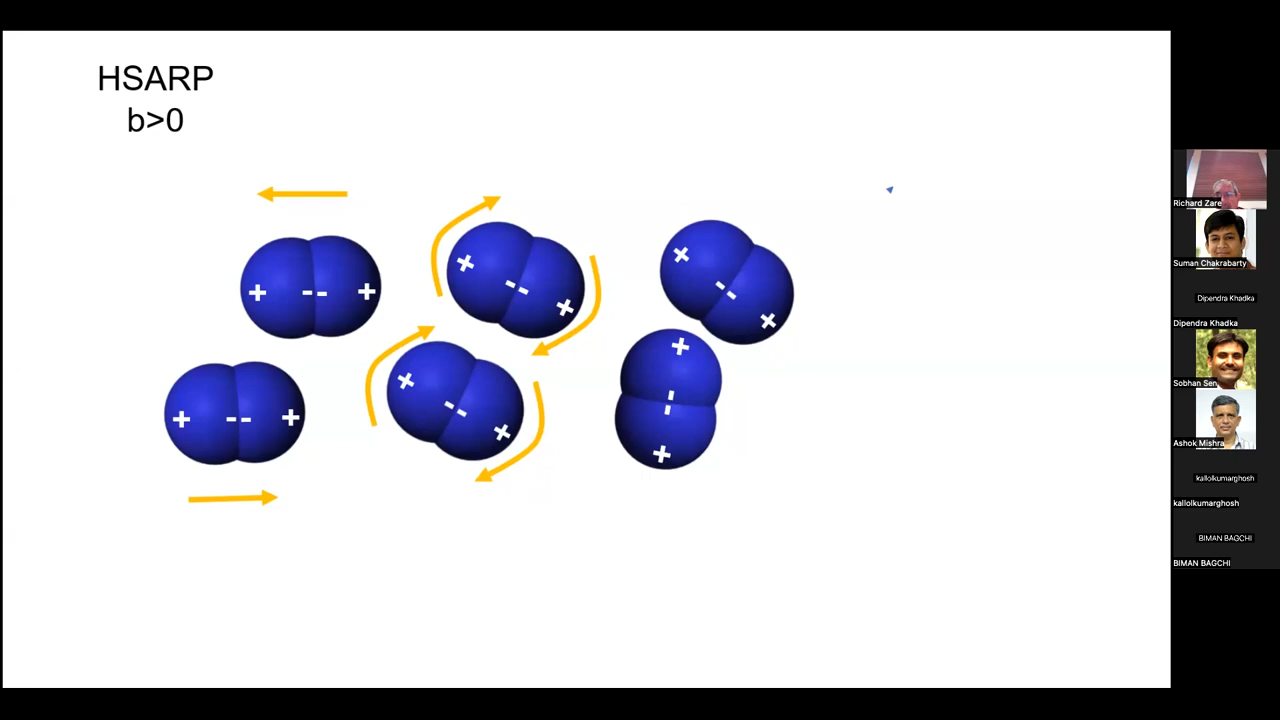 HSARP
b>0
+ -- +
+ -- +
+ -- +
+ -- +
+ -- +
+ -- +
Richard Zare
Suman Chakrabarty
Dipendra Khadka
Dipendra Khadka
Sobhan Sen
Ashok Mishra
kallolkumarghosh
kallolkumarghosh
BIMAN BAGCHI
BIMAN BAGCHI